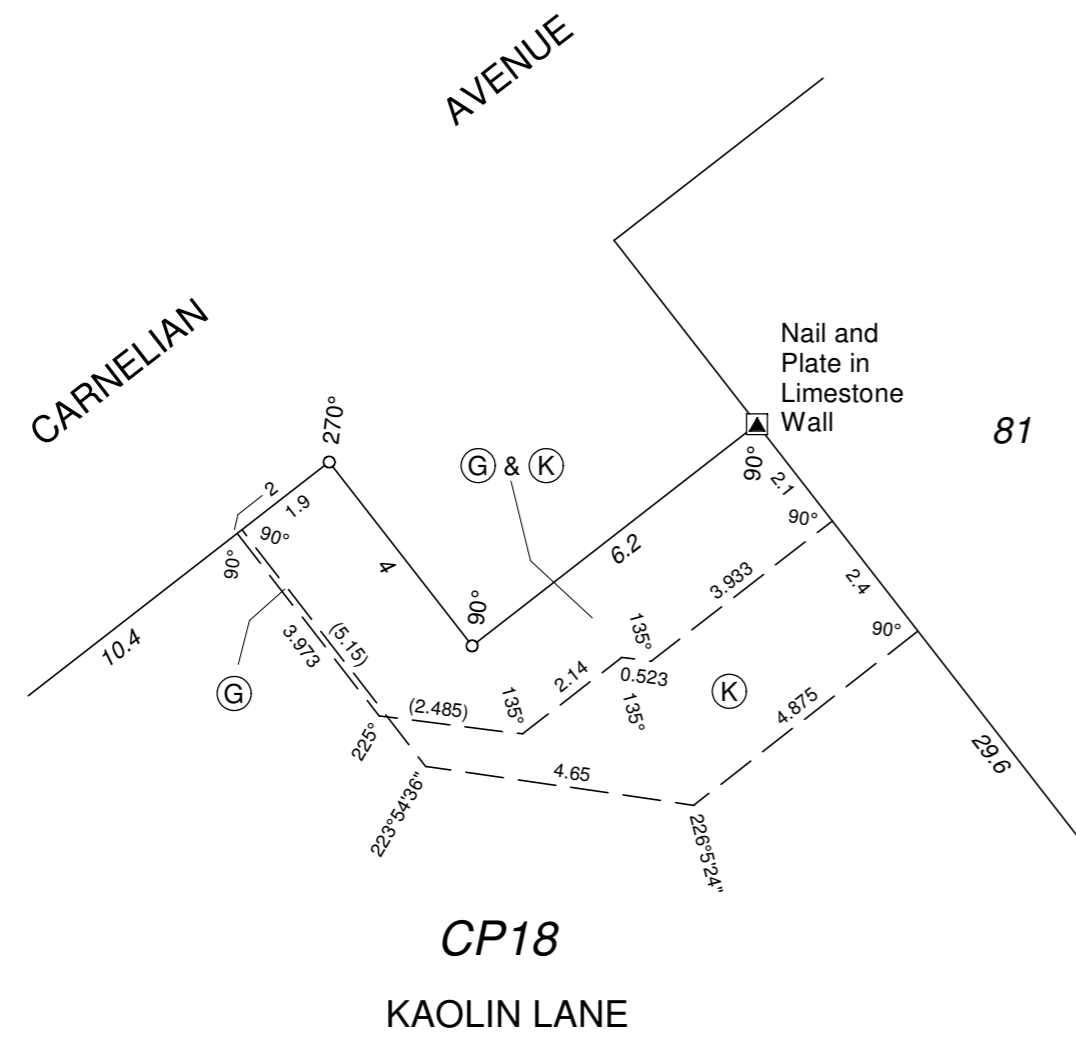 AVENUE
CARNELIAN
Nail and
Plate in
Limestone
Wall
81
270°
G & K
2
1.9
90°
90°
90°
2.1
90°
4
6.2
3.933
2.4
90°
90°
10.4
3.973
(5.15)
135°
2.14
0.523
135°
G
K
(2.485)
135°
225°
4.875
4.65
29.6
223°54'36"
226°5'24"
CP18
KAOLIN LANE